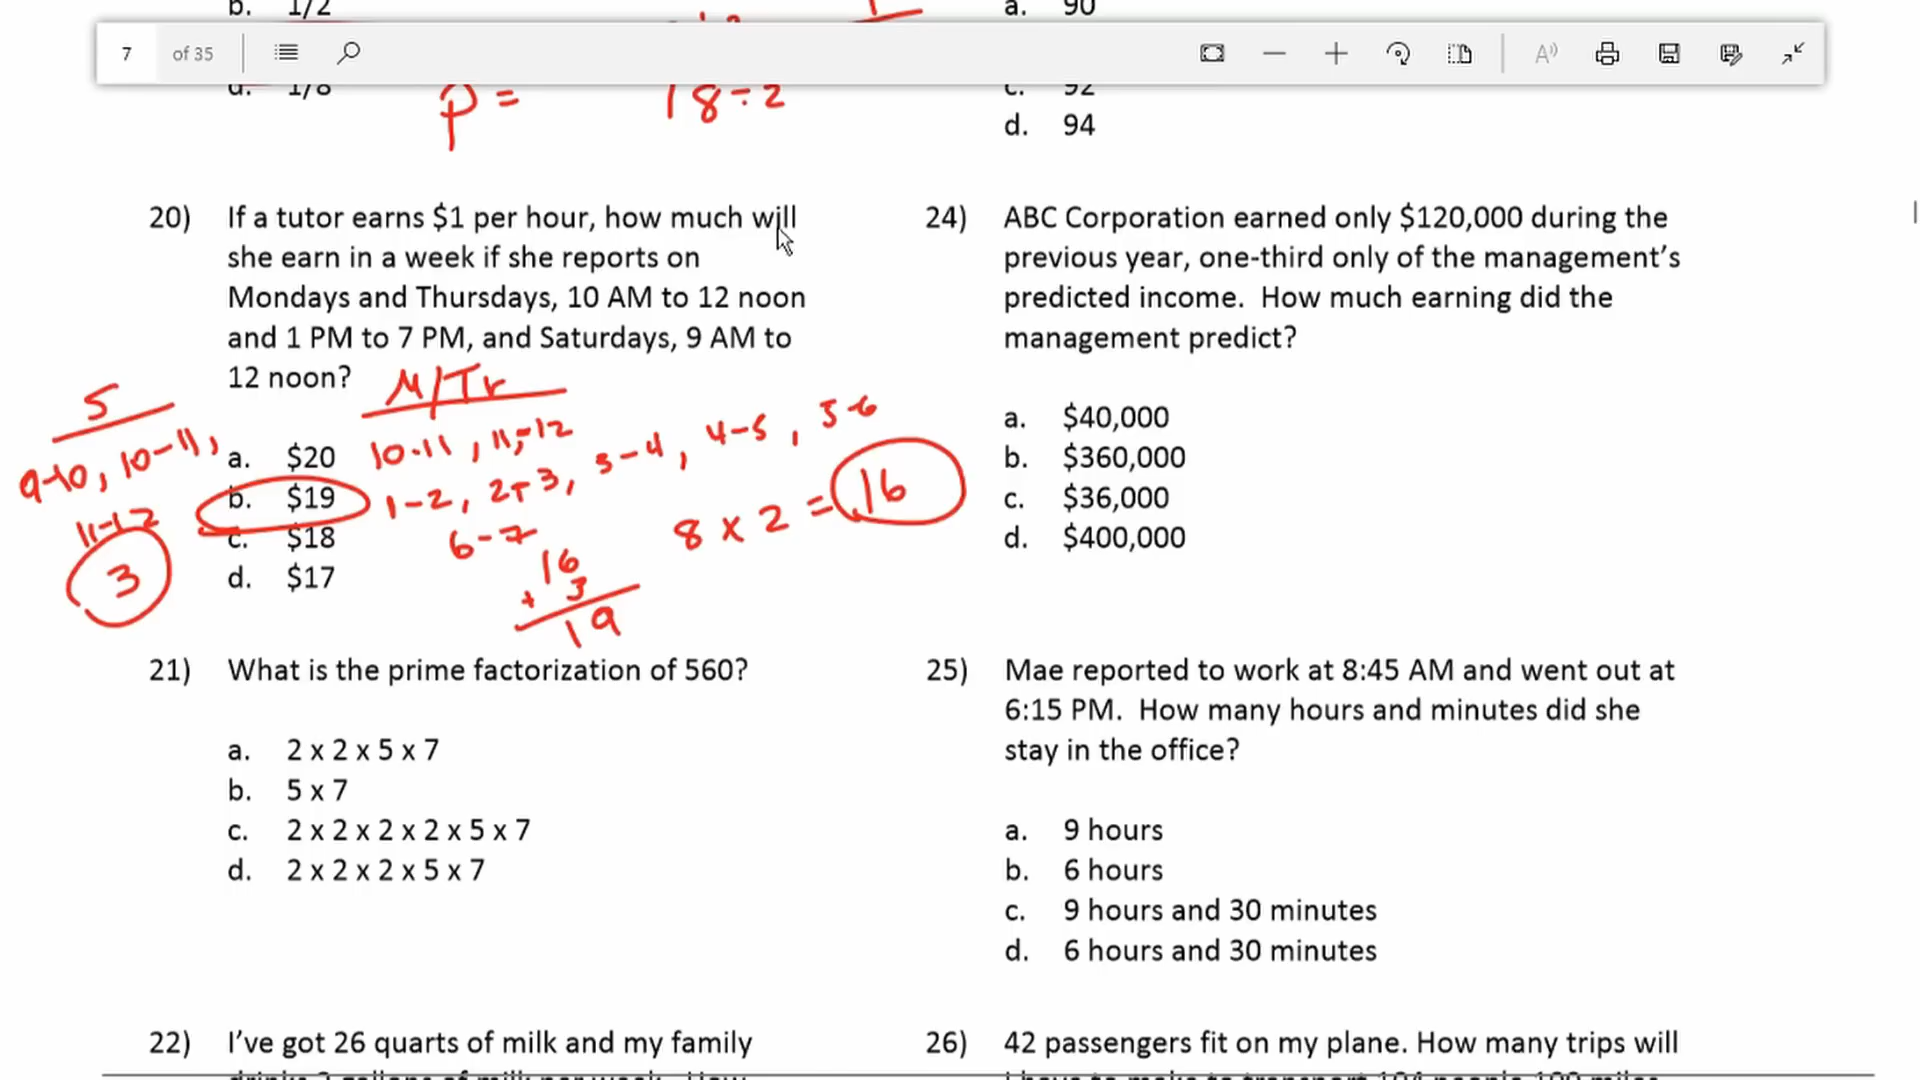 b. 1/2
a. 90
7 of 35
d. 1/8
P =
18 ÷ 2
c. 92
d. 94
20) If a tutor earns $1 per hour, how much will
she earn in a week if she reports on
Mondays and Thursdays, 10 AM to 12 noon
and 1 PM to 7 PM, and Saturdays, 9 AM to
12 noon?
M/Tr
10-11, 11-12
1-2, 2-3, 3-4, 4-5, 5-6
6-7
8 x 2 = 16
16
+ 3
19
S
9-10, 10-11,
11-12
3
a. $20
b. $19
c. $18
d. $17
21) What is the prime factorization of 560?
a. 2 x 2 x 5 x 7
b. 5 x 7
c. 2 x 2 x 2 x 2 x 5 x 7
d. 2 x 2 x 2 x 5 x 7
22) I’ve got 26 quarts of milk and my family
24) ABC Corporation earned only $120,000 during the
previous year, one-third only of the management’s
predicted income. How much earning did the
management predict?
a. $40,000
b. $360,000
c. $36,000
d. $400,000
25) Mae reported to work at 8:45 AM and went out at
6:15 PM. How many hours and minutes did she
stay in the office?
a. 9 hours
b. 6 hours
c. 9 hours and 30 minutes
d. 6 hours and 30 minutes
26) 42 passengers fit on my plane. How many trips will